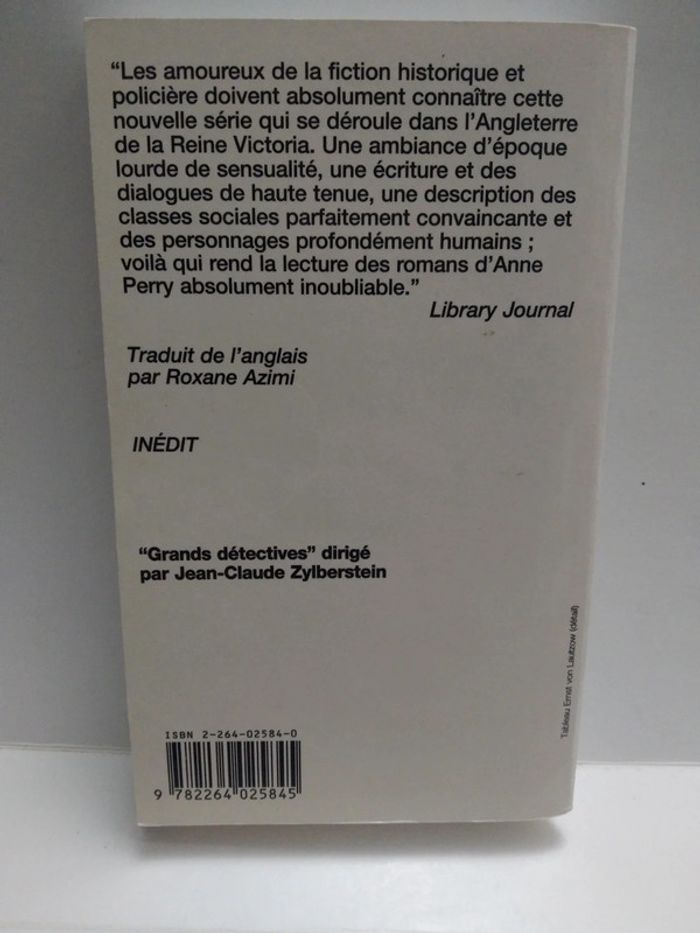 “Les amoureux de la fiction historique et
policière doivent absolument connaître cette
nouvelle série qui se déroule dans l’Angleterre
de la Reine Victoria. Une ambiance d’époque
lourde de sensualité, une écriture et des
dialogues de haute tenue, une description des
classes sociales parfaitement convaincante et
des personnages profondément humains ;
voilà qui rend la lecture des romans d’Anne
Perry absolument inoubliable.”
Library Journal
Traduit de l’anglais
par Roxane Azimi
INÉDIT
“Grands détectives” dirigé
par Jean-Claude Zylberstein
Tableau Ernst von Lautzow (détail)
ISBN 2-264-02584-0
9 782264 025845